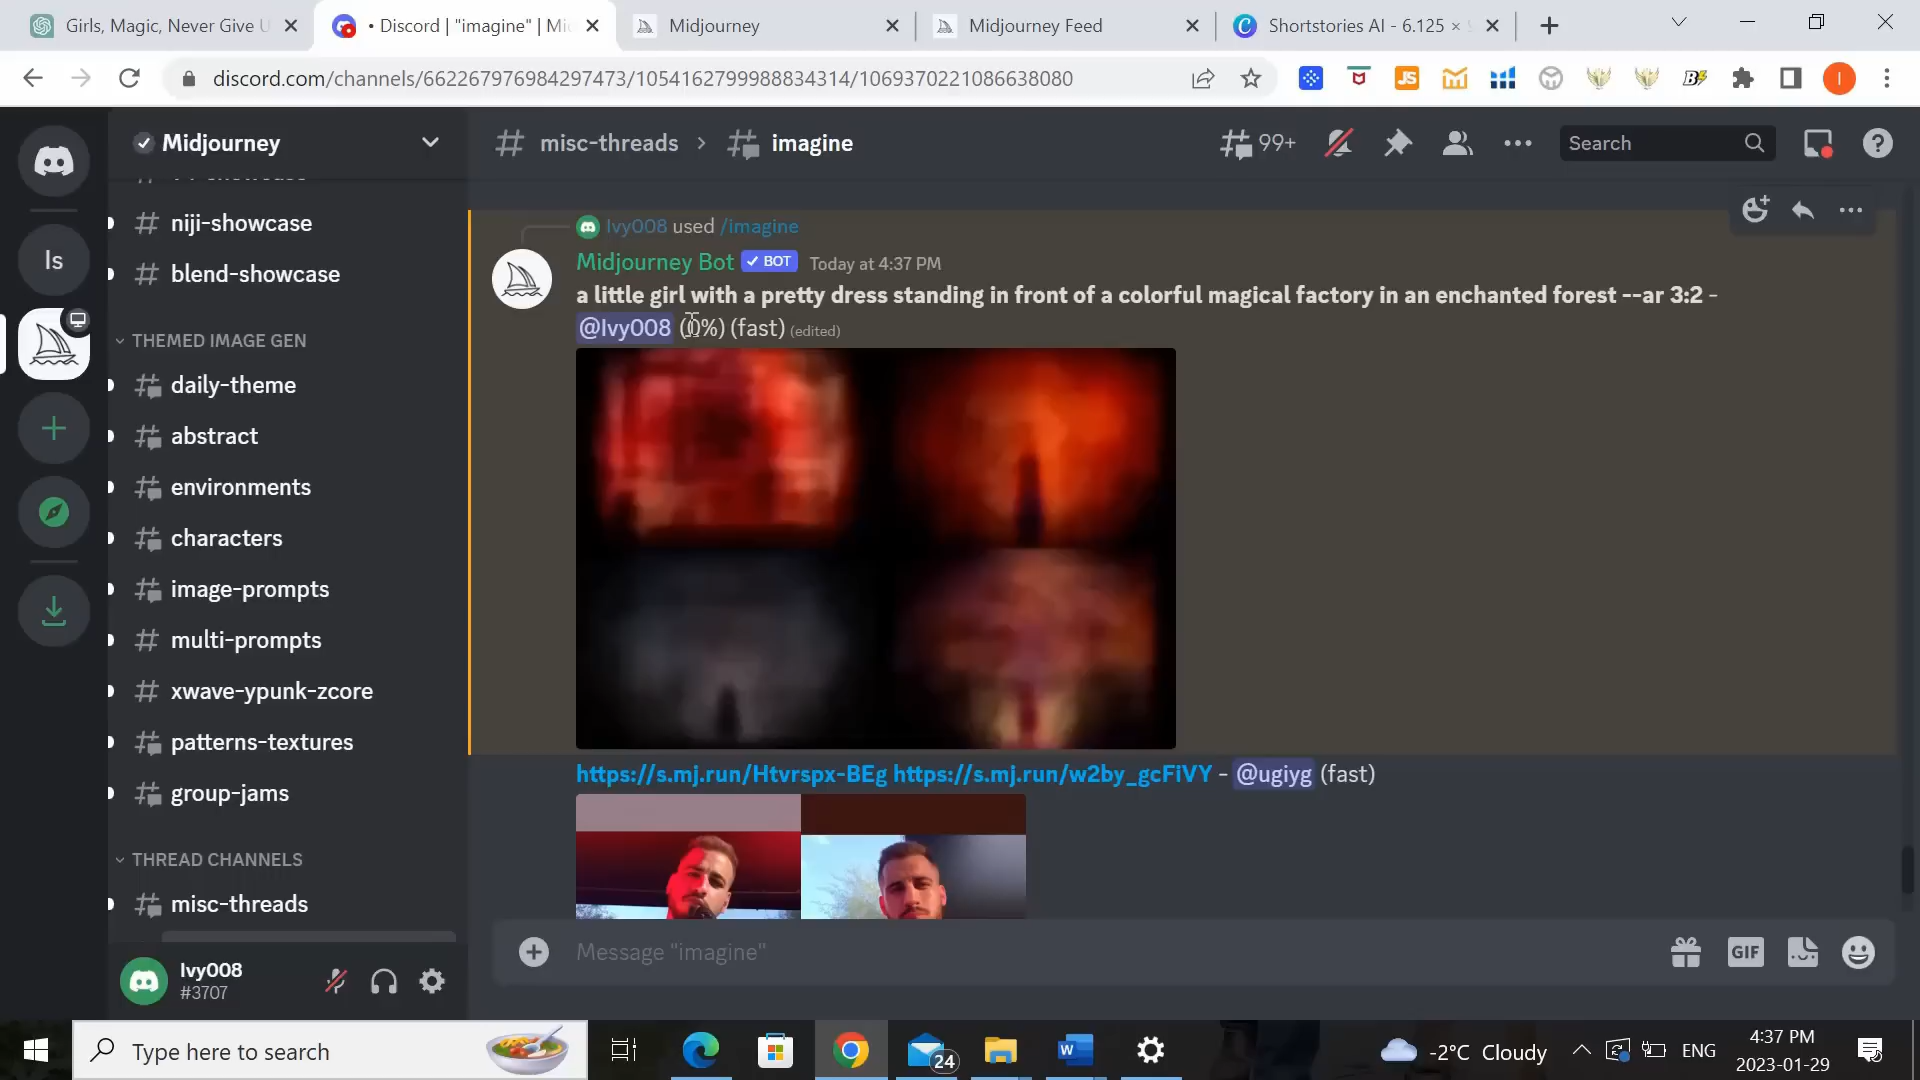 Girls, Magic, Never Give U
• Discord | "imagine" | Mi
Midjourney
Midjourney Feed
Shortstories AI - 6.125 ×
discord.com/channels/662267976984297473/1054162799988834314/1069370221086638080
JS
B
I
Midjourney
misc-threads
imagine
99+
Search
niji-showcase
blend-showcase
Is
THEMED IMAGE GEN
daily-theme
abstract
environments
characters
image-prompts
multi-prompts
xwave-ypunk-zcore
patterns-textures
group-jams
THREAD CHANNELS
misc-threads
Ivy008
#3707
Ivy008 used /imagine
Midjourney Bot BOT Today at 4:37 PM
a little girl with a pretty dress standing in front of a colorful magical factory in an enchanted forest --ar 3:2 -
@Ivy008 (0%) (fast) (edited)
https://s.mj.run/Htvrspx-BEg https://s.mj.run/w2by_gcFiVY - @ugiyg (fast)
Message "imagine"
GIF
Type here to search
24
W
-2°C Cloudy
ENG
4:37 PM
2023-01-29